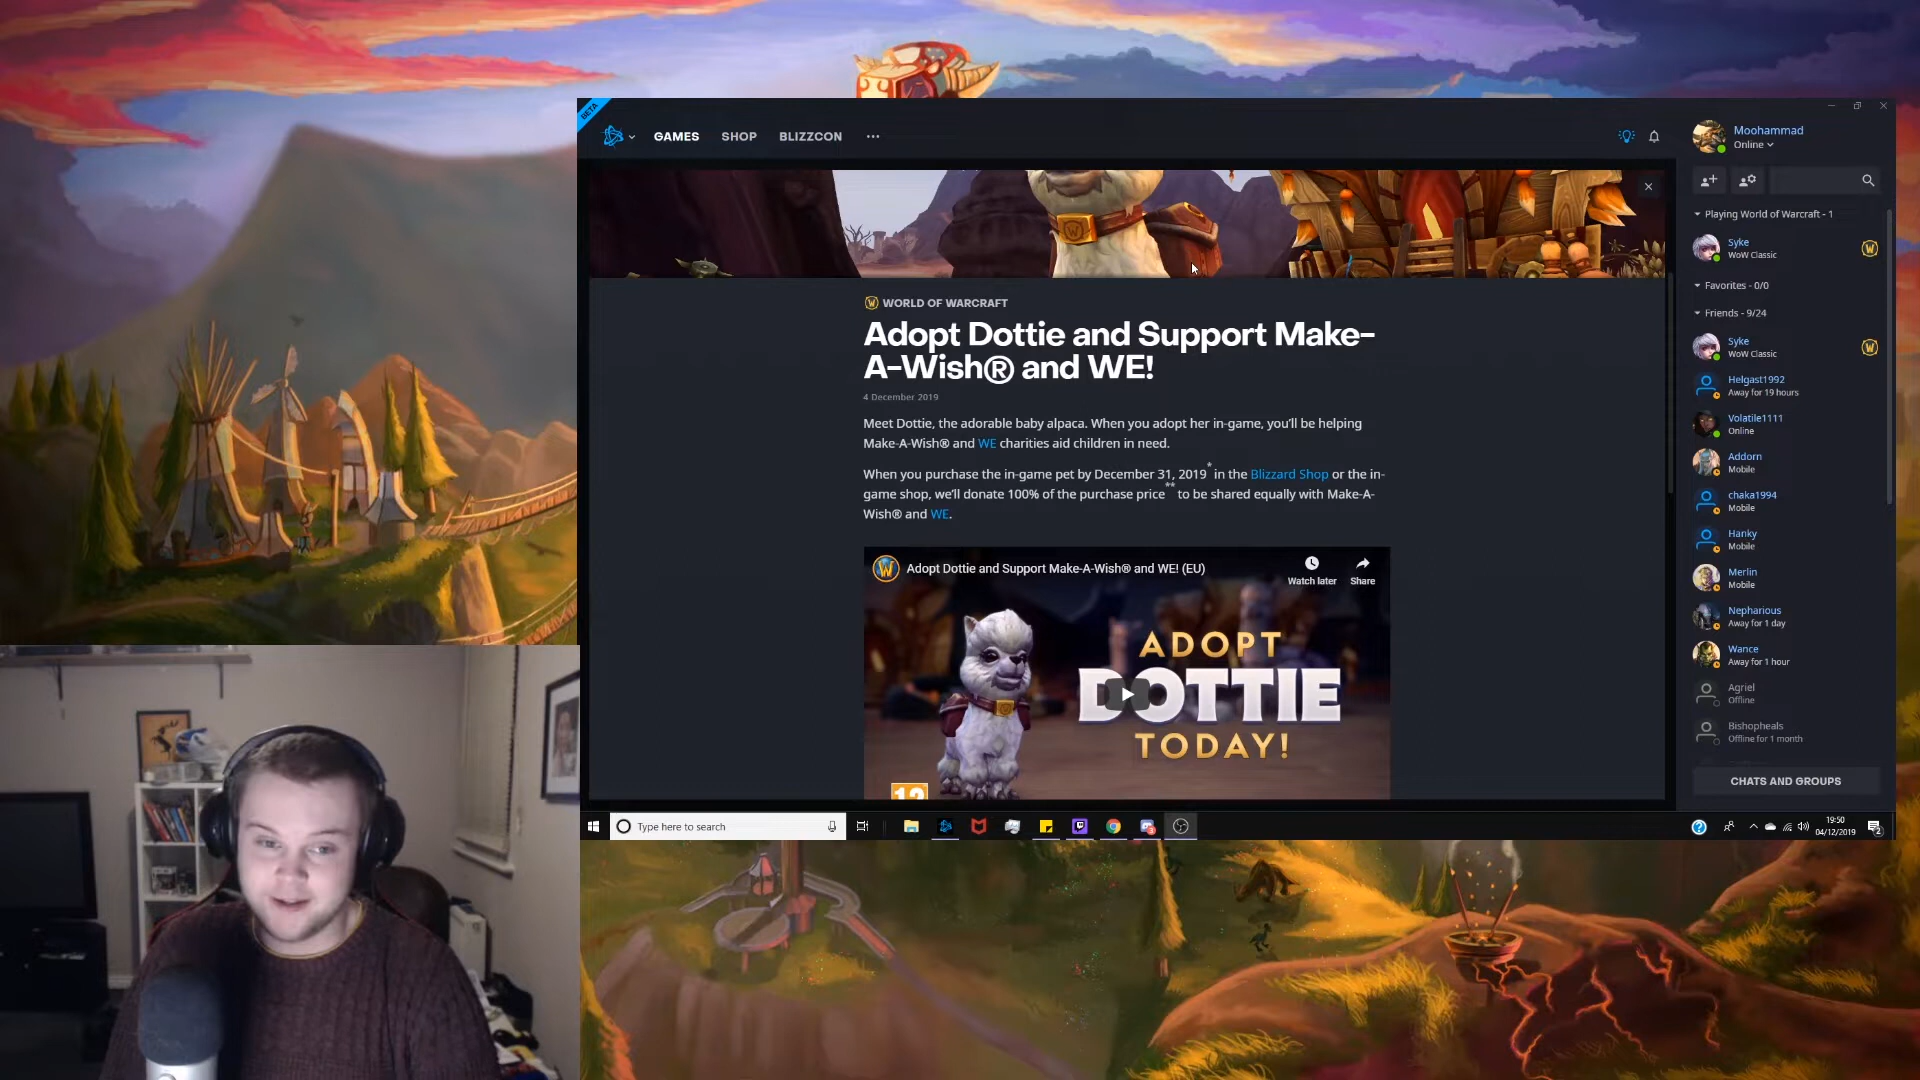 BETA
GAMES SHOP BLIZZCON
WORLD OF WARCRAFT
Adopt Dottie and Support Make-
A-Wish® and WE!
4 December 2019
Meet Dottie, the adorable baby alpaca. When you adopt her in-game, you'll be helping
Make-A-Wish® and WE charities aid children in need.
When you purchase the in-game pet by December 31, 2019* in the Blizzard Shop or the in-
game shop, we'll donate 100% of the purchase price** to be shared equally with Make-A-
Wish® and WE.
Adopt Dottie and Support Make-A-Wish® and WE! (EU)
Watch later Share
ADOPT
DOTTIE
TODAY!
12
Moohammad
Online
Playing World of Warcraft - 1
Syke
WoW Classic
Favorites - 0/0
Friends - 9/24
Syke
WoW Classic
Helgast1992
Away for 19 hours
Volatile1111
Online
Addorn
Mobile
chaka1994
Mobile
Hanky
Mobile
Merlin
Mobile
Nepharious
Away for 1 day
Wance
Away for 1 hour
Agriel
Offline
Bishopheals
Offline for 1 month
CHATS AND GROUPS
Type here to search
19:50
04/12/2019
2